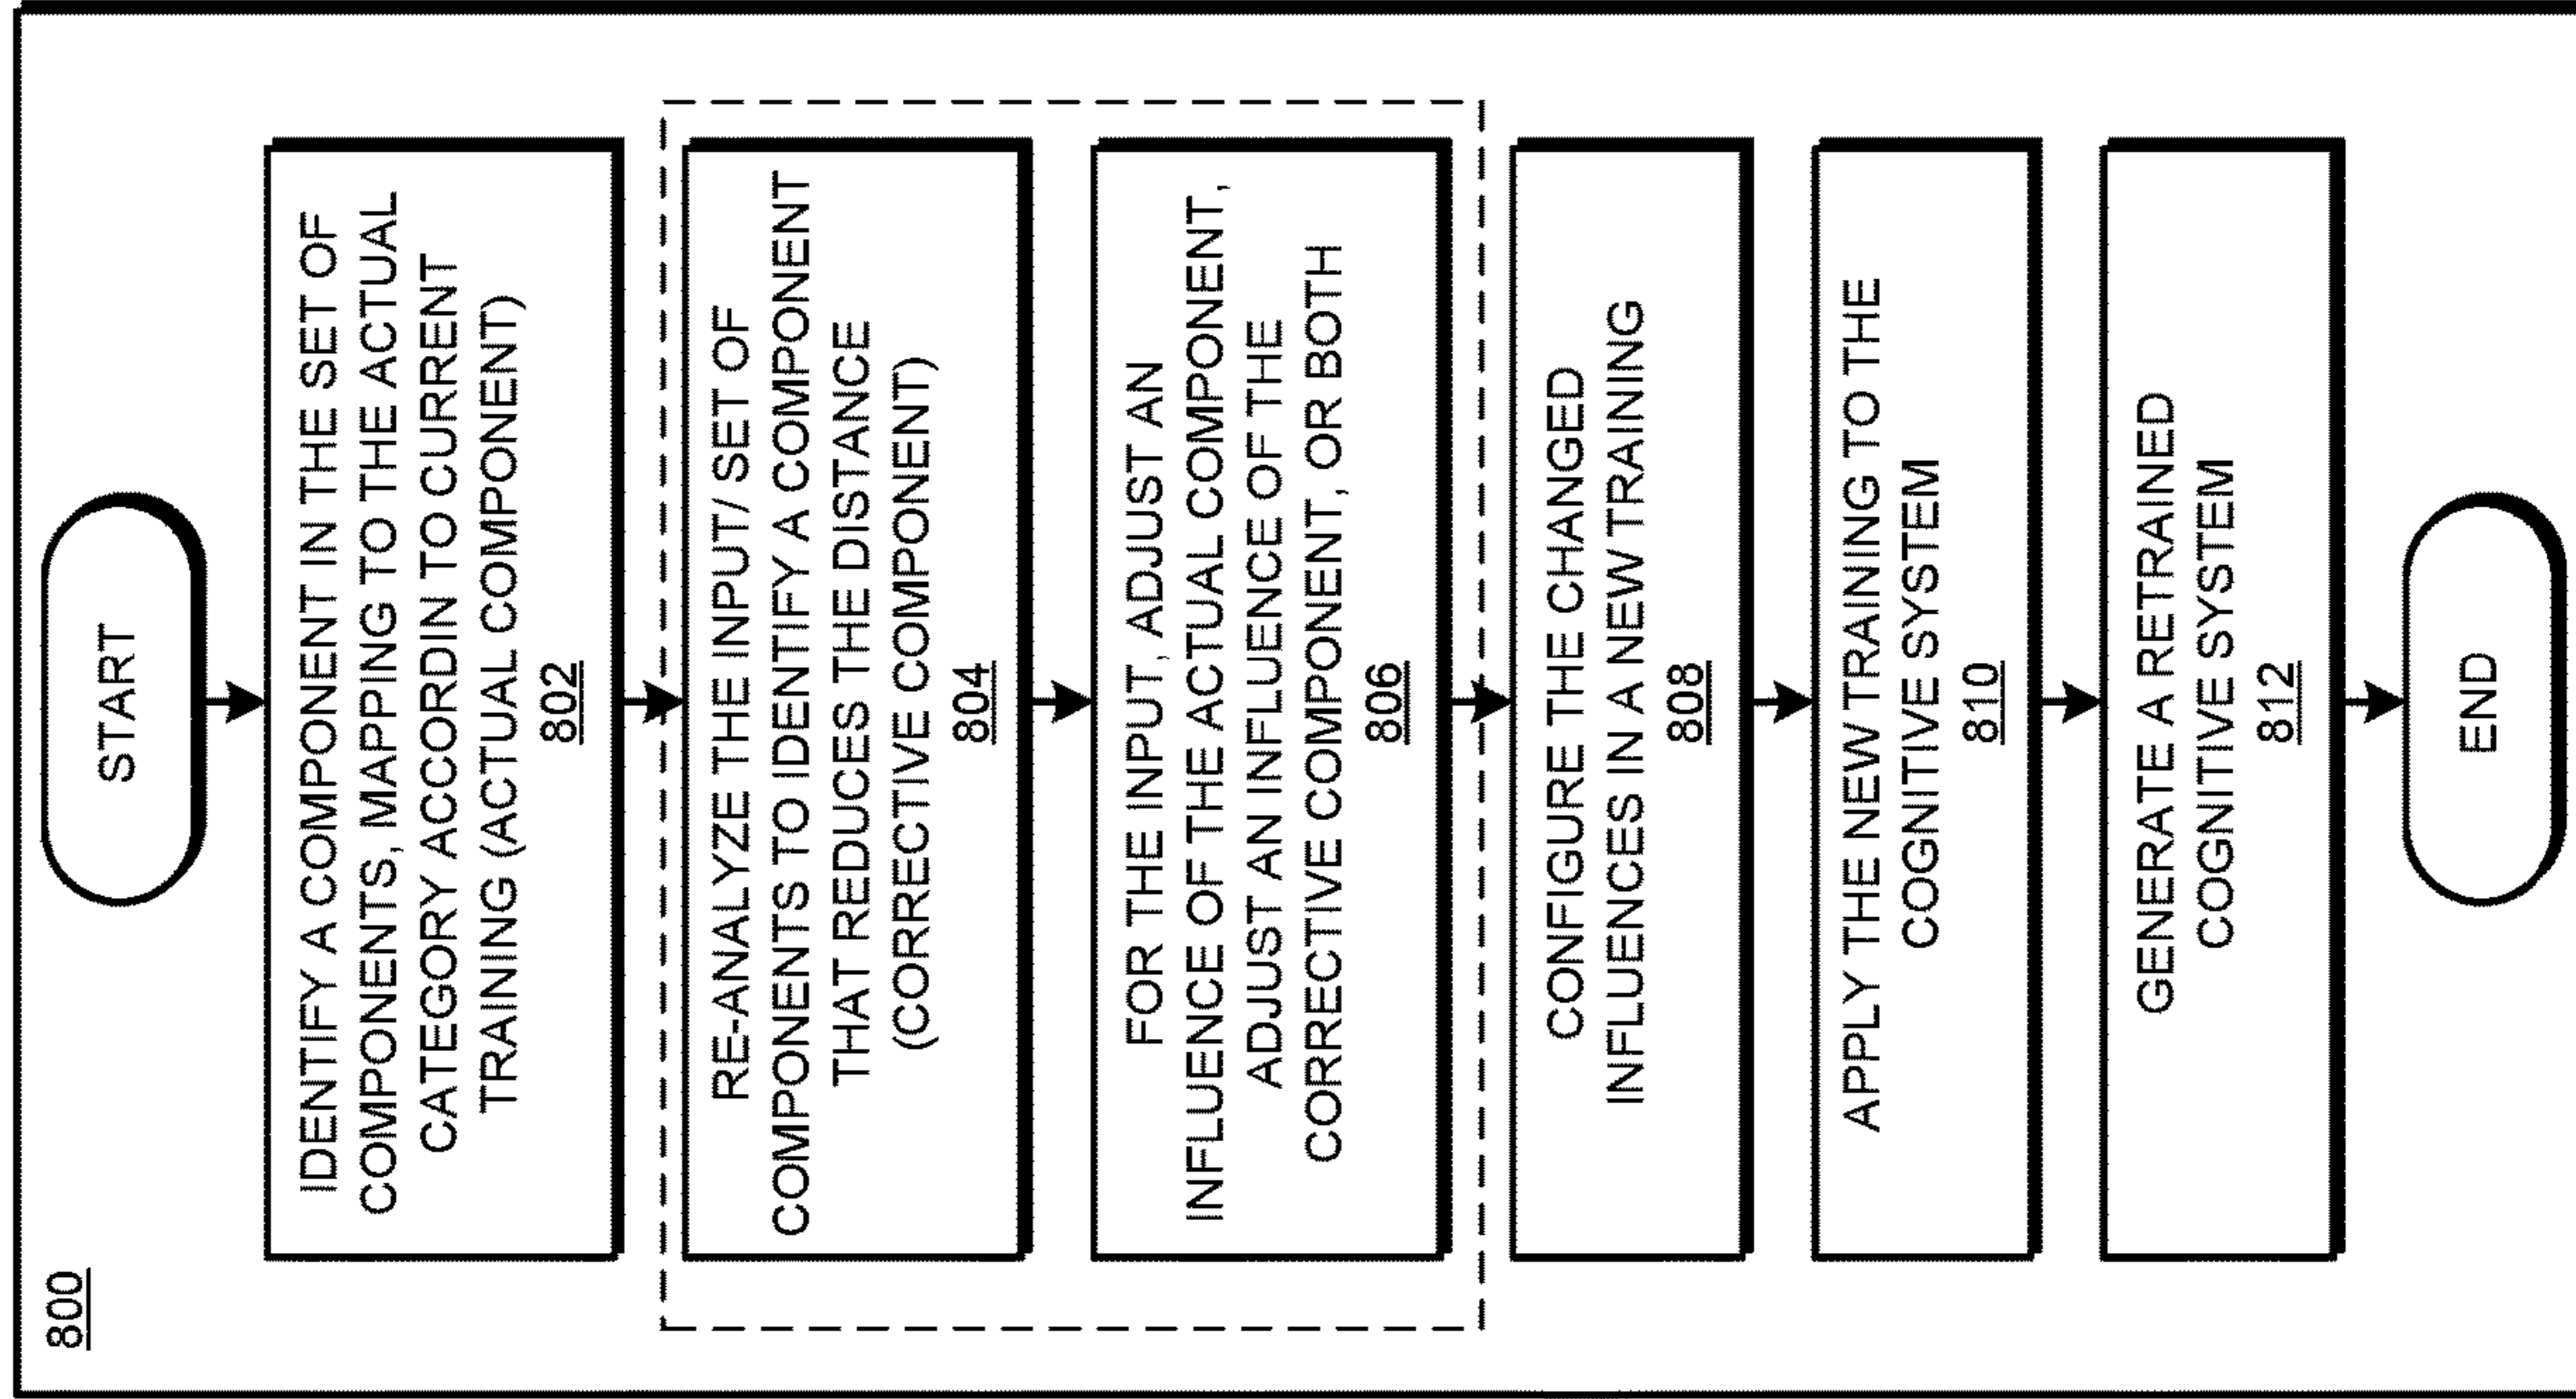 800
START
IDENTIFY A COMPONENT IN THE SET OF
COMPONENTS, MAPPING TO THE ACTUAL
CATEGORY ACCORDIN TO CURRENT
TRAINING (ACTUAL COMPONENT)
802
RE-ANALYZE THE INPUT/ SET OF
COMPONENTS TO IDENTIFY A COMPONENT
THAT REDUCES THE DISTANCE
(CORRECTIVE COMPONENT)
804
FOR THE INPUT, ADJUST AN
INFLUENCE OF THE ACTUAL COMPONENT,
ADJUST AN INFLUENCE OF THE
CORRECTIVE COMPONENT, OR BOTH
806
CONFIGURE THE CHANGED
INFLUENCES IN A NEW TRAINING
808
APPLY THE NEW TRAINING TO THE
COGNITIVE SYSTEM
810
GENERATE A RETRAINED
COGNITIVE SYSTEM
812
END